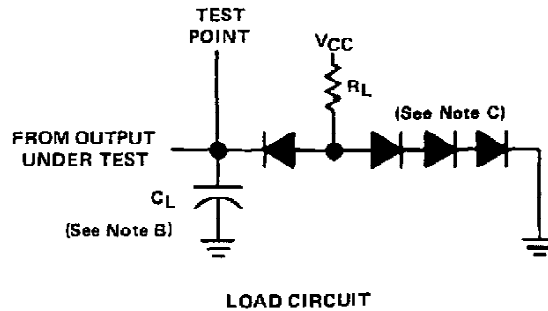 TEST
POINT
VCC
RL
(See Note C)
FROM OUTPUT
UNDER TEST
CL
(See Note B)
LOAD CIRCUIT